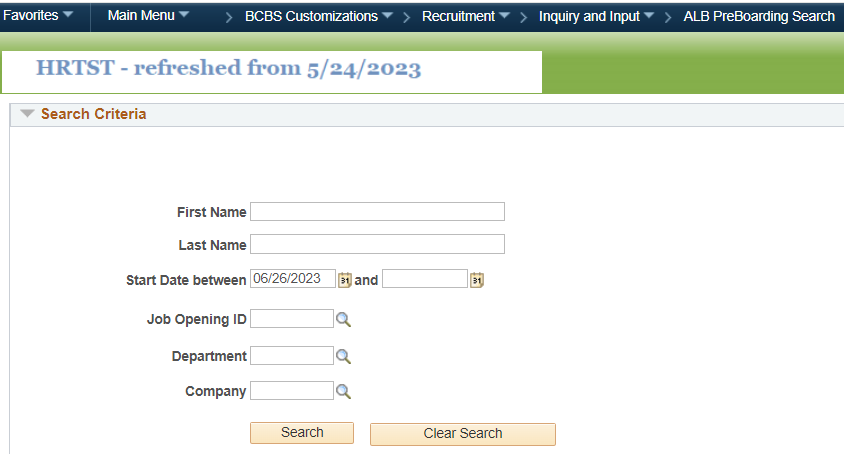 Favorites Main Menu > BCBS Customizations > Recruitment > Inquiry and Input > ALB PreBoarding Search
HRTST - refreshed from 5/24/2023
Search Criteria
First Name
Last Name
Start Date between 06/26/2023 31 and 31
Job Opening ID
Department
Company
Search Clear Search